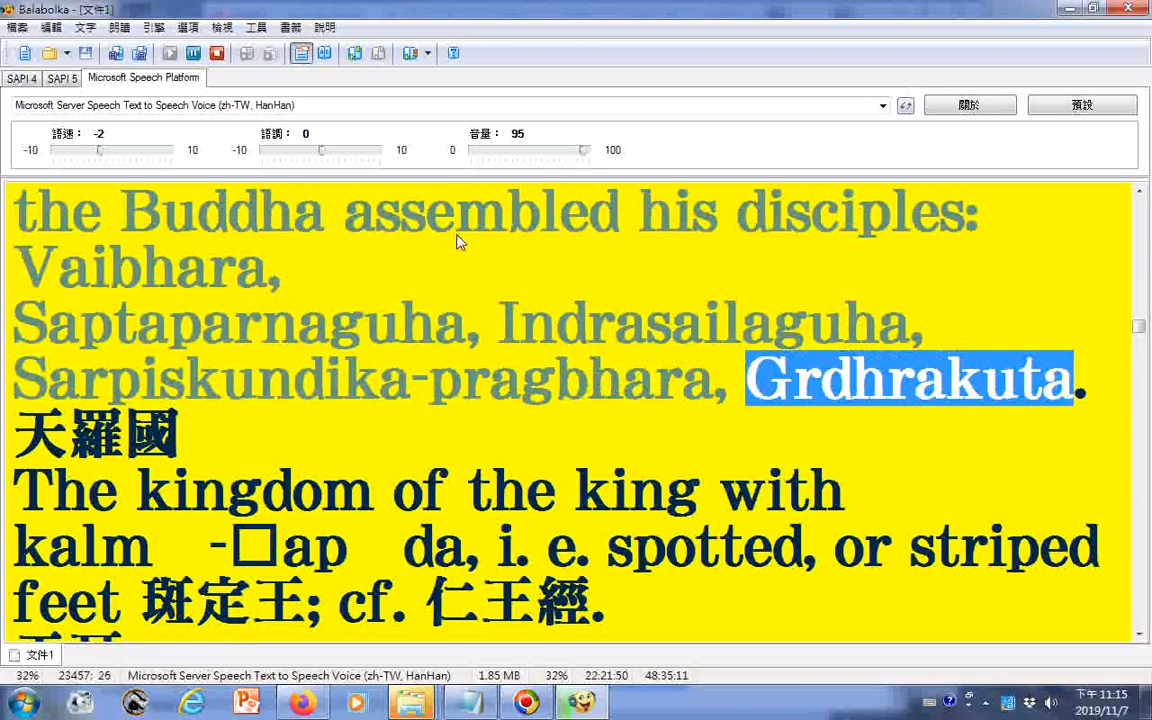 Balabolka - [文件1]
檔案 編輯 文字 朗讀 引擎 選項 檢視 工具 書籤 說明
SAPI 4 SAPI 5 Microsoft Speech Platform
Microsoft Server Speech Text to Speech Voice (zh-TW, HanHan) 關於 預設
語速： -2 語調： 0 音量： 95
-10 10 -10 10 0 100
the Buddha assembled his disciples:
Vaibhara,
Saptaparnaguha, Indrasailaguha,
Sarpiskundika-pragbhara, Grdhrakuta.
天羅國
The kingdom of the king with
kalm -□ap da, i. e. spotted, or striped
feet 斑定王; cf. 仁王經.
文件1
32% 23457: 26 Microsoft Server Speech Text to Speech Voice (zh-TW, HanHan) 1.85 MB 32% 22:21:50 48:35:11
下午 11:15
2019/11/7